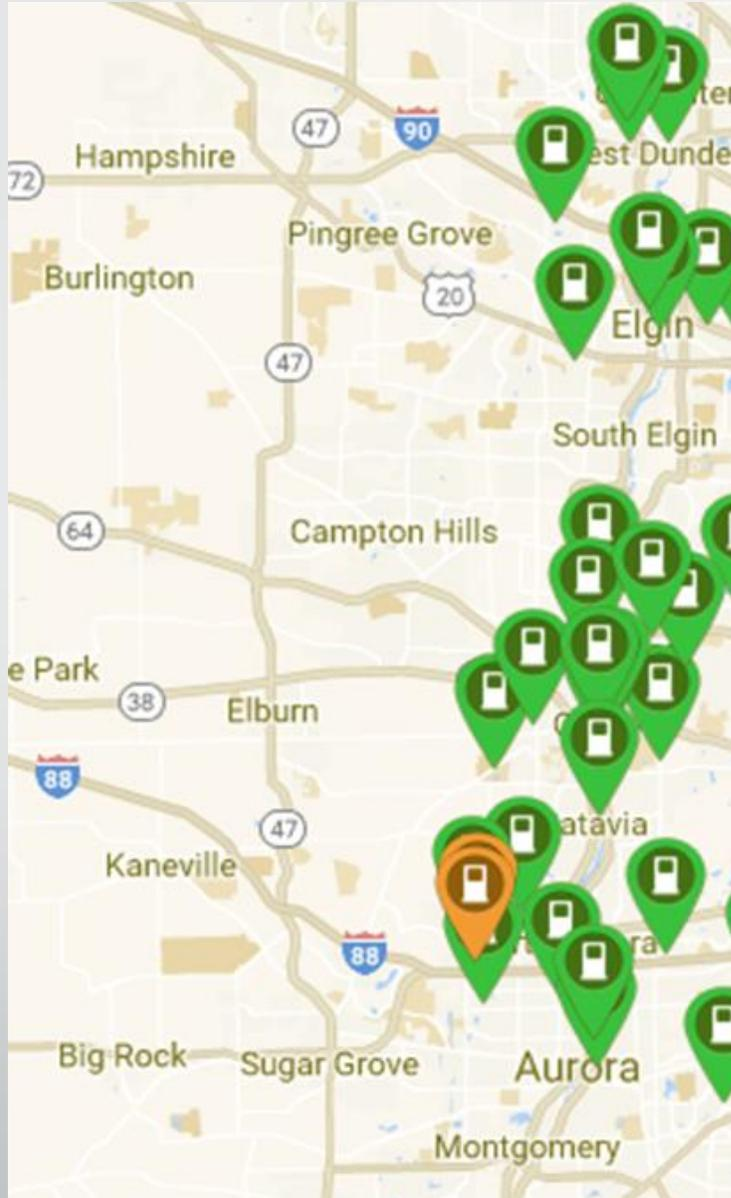 47
90
Hampshire
72
Pingree Grove
Burlington
20
Elgin
47
South Elgin
64
Campton Hills
Park
38
Elburn
88
47
Kaneville
88
Big Rock
Sugar Grove
Aurora
Montgomery